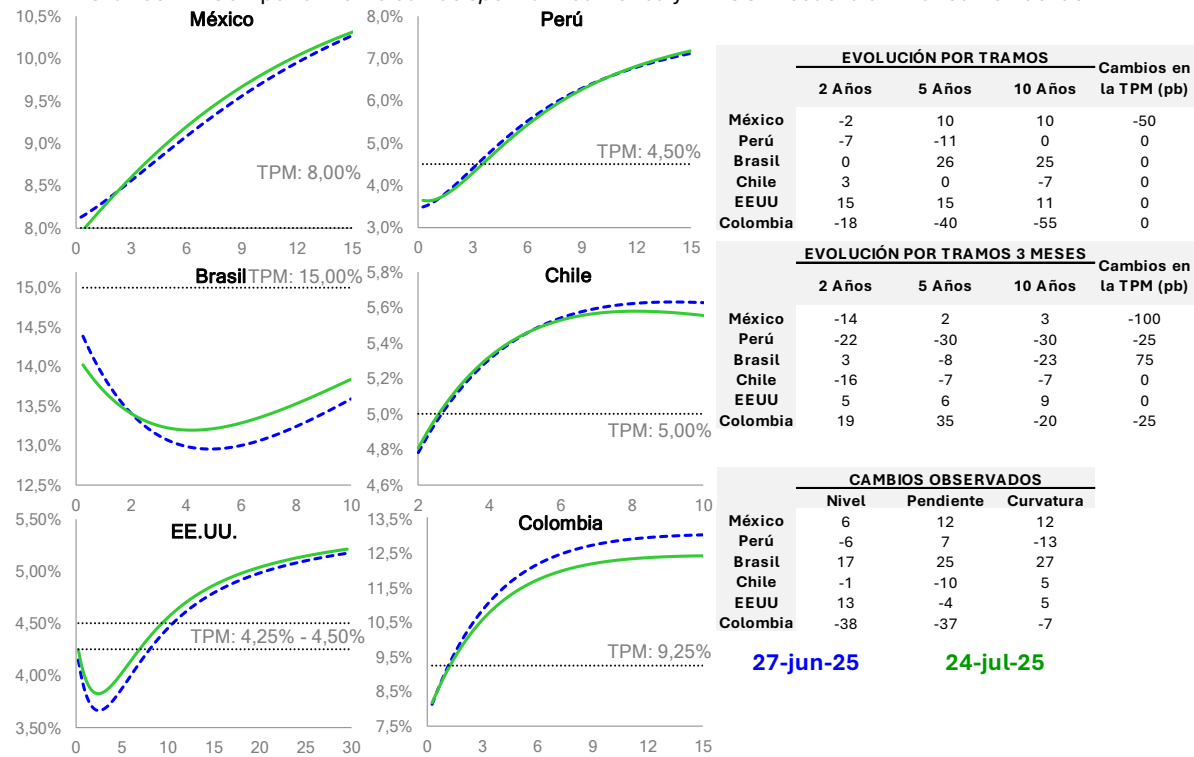 México
10,5%
10,0%
9,5%
9,0%
8,5%
8,0%
TPM: 8,00%
0 3 6 9 12 15
Perú
8,0%
7,0%
6,0%
5,0%
4,0%
3,0%
TPM: 4,50%
0 3 6 9 12 15
Brasil
TPM: 15,00%
15,0%
14,5%
14,0%
13,5%
13,0%
12,5%
0 2 4 6 8 10
Chile
5,8%
5,6%
5,4%
5,2%
5,0%
4,8%
4,6%
TPM: 5,00%
2 4 6 8 10
EE.UU.
5,50%
5,00%
4,50%
4,00%
3,50%
TPM: 4,25% - 4,50%
0 5 10 15 20 25 30
Colombia
13,5%
12,5%
11,5%
10,5%
9,5%
8,5%
7,5%
TPM: 9,25%
0 3 6 9 12 15
EVOLUCIÓN POR TRAMOS Cambios en
2 Años 5 Años 10 Años la TPM (pb)
México -2 10 10 -50
Perú -7 -11 0 0
Brasil 0 26 25 0
Chile 3 0 -7 0
EEUU 15 15 11 0
Colombia -18 -40 -55 0
EVOLUCIÓN POR TRAMOS 3 MESES Cambios en
2 Años 5 Años 10 Años la TPM (pb)
México -14 2 3 -100
Perú -22 -30 -30 -25
Brasil 3 -8 -23 75
Chile -16 -7 -7 0
EEUU 5 6 9 0
Colombia 19 35 -20 -25
CAMBIOS OBSERVADOS
Nivel Pendiente Curvatura
México 6 12 12
Perú -6 7 -13
Brasil 17 25 27
Chile -1 -10 5
EEUU 13 -4 5
Colombia -38 -37 -7
27-jun-25 24-jul-25